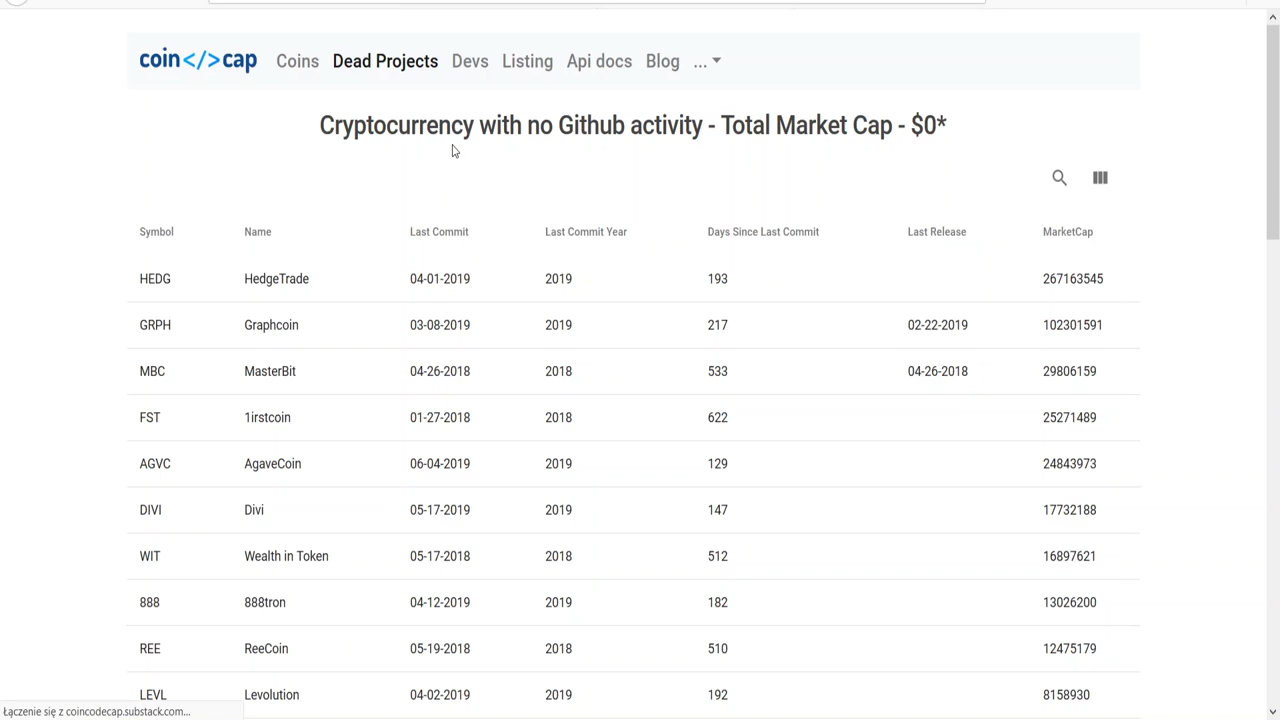 coin</>cap Coins Dead Projects Devs Listing Api docs Blog ...
Cryptocurrency with no Github activity - Total Market Cap - $0*
Symbol Name Last Commit Last Commit Year Days Since Last Commit Last Release MarketCap
HEDG HedgeTrade 04-01-2019 2019 193 267163545
GRPH Graphcoin 03-08-2019 2019 217 02-22-2019 102301591
MBC MasterBit 04-26-2018 2018 533 04-26-2018 29806159
FST 1irstcoin 01-27-2018 2018 622 25271489
AGVC AgaveCoin 06-04-2019 2019 129 24843973
DIVI Divi 05-17-2019 2019 147 17732188
WIT Wealth in Token 05-17-2018 2018 512 16897621
888 888tron 04-12-2019 2019 182 13026200
REE ReeCoin 05-19-2018 2018 510 12475179
LEVL Levolution 04-02-2019 2019 192 8158930
Łączenie się z coincodecap.substack.com...